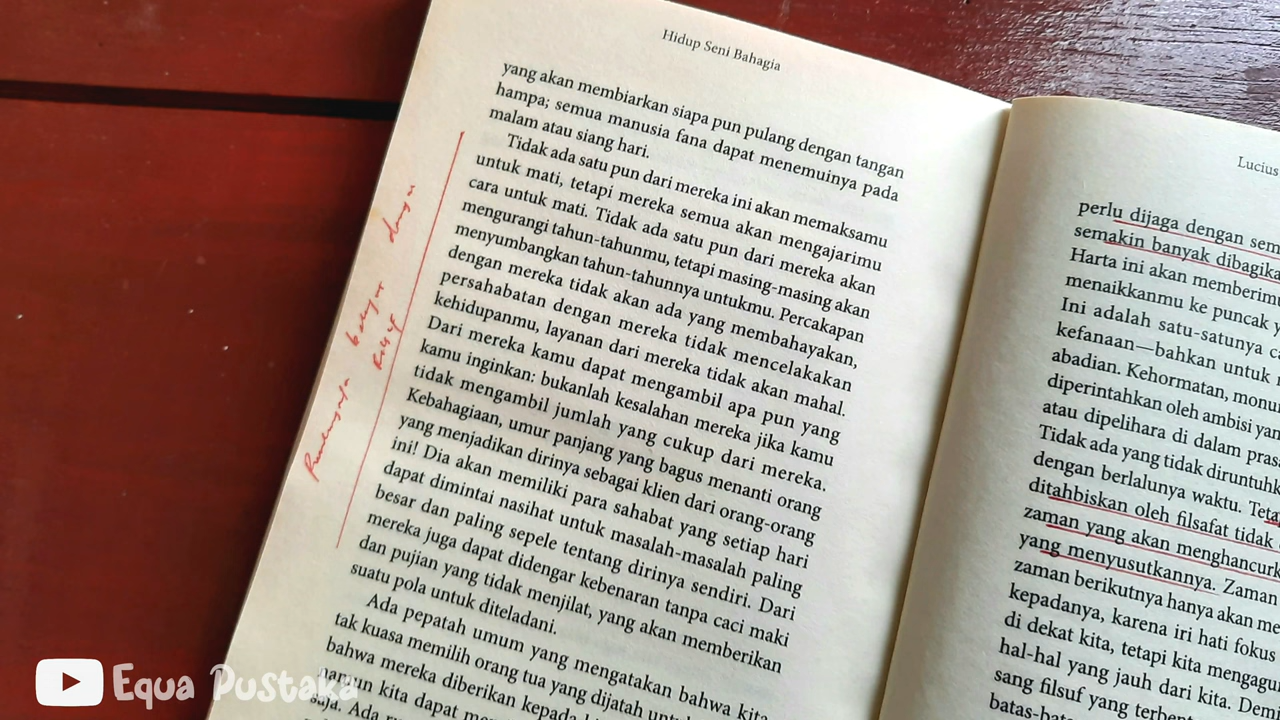 Hidup Seni Bahagia
yang akan membiarkan siapa pun pulang dengan tangan
hampa; semua manusia fana dapat menemuinya pada
malam atau siang hari.
Tidak ada satu pun dari mereka ini akan memaksamu
untuk mati, tetapi mereka semua akan mengajarimu
cara untuk mati. Tidak ada satu pun dari mereka akan
mengurangi tahun-tahunmu, tetapi masing-masing akan
menyumbangkan tahun-tahunnya untukmu. Percakapan
dengan mereka tidak akan ada yang membahayakan,
persahabatan dengan mereka tidak mencelakakan
kehidupanmu, layanan dari mereka tidak akan mahal.
Dari mereka kamu dapat mengambil apa pun yang
kamu inginkan: bukanlah kesalahan mereka jika kamu
tidak mengambil jumlah yang cukup dari mereka.
Kebahagiaan, umur panjang yang bagus menanti orang
yang menjadikan dirinya sebagai klien dari orang-orang
ini! Dia akan memiliki para sahabat yang setiap hari
dapat dimintai nasihat untuk masalah-masalah paling
besar dan paling sepele tentang dirinya sendiri. Dari
mereka juga dapat didengar kebenaran tanpa caci maki
dan pujian yang tidak menjilat, yang akan memberikan
suatu pola untuk diteladani.
Ada pepatah umum yang mengatakan bahwa kita
tak kuasa memilih orang tua yang dijatah untuk
bahwa mereka diberikan kepada
namun kita dapat
saja. Ada
belajar dengan
Lucius
perlu dijaga dengan
semakin banyak
Harta ini akan
menaikkanmu ke puncak
Ini adalah satu-satunya
kefanaan—bahkan untuk
abadian. Kehormatan,
diperintahkan oleh ambisi
atau dipelihara di dalam
Tidak ada yang tidak
dengan berlalunya waktu.
ditahbiskan oleh filsafat tidak
zaman yang akan
yang menyusutkannya. Zaman
zaman berikutnya hanya akan
kepadanya, karena iri hati fokus
di dekat kita, tetapi kita
hal-hal yang jauh dari kita.
sang filsuf yang
Equa Pustaka